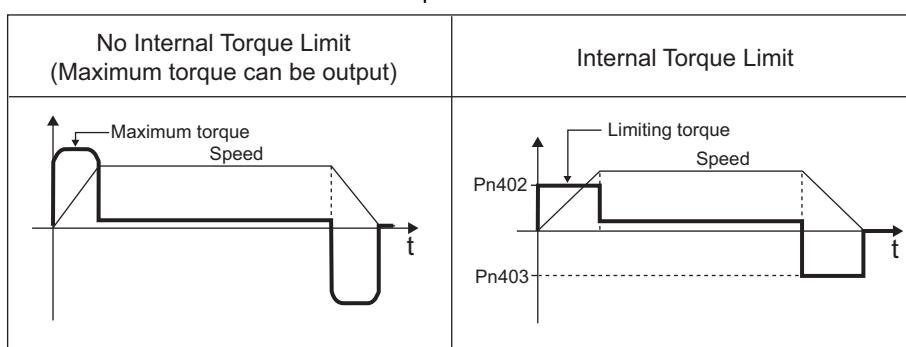 No Internal Torque Limit
(Maximum torque can be output)
Internal Torque Limit
Maximum torque
Speed
t
Limiting torque
Speed
Pn402
t
Pn403